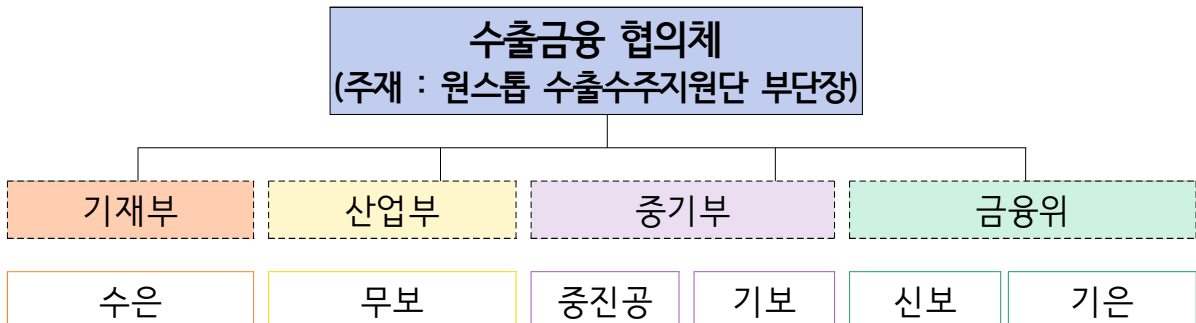 수출금융 협의체
(주재 : 원스톱 수출수주지원단 부단장)
기재부 산업부 중기부 금융위
수은 무보 중진공 기보 신보 기은